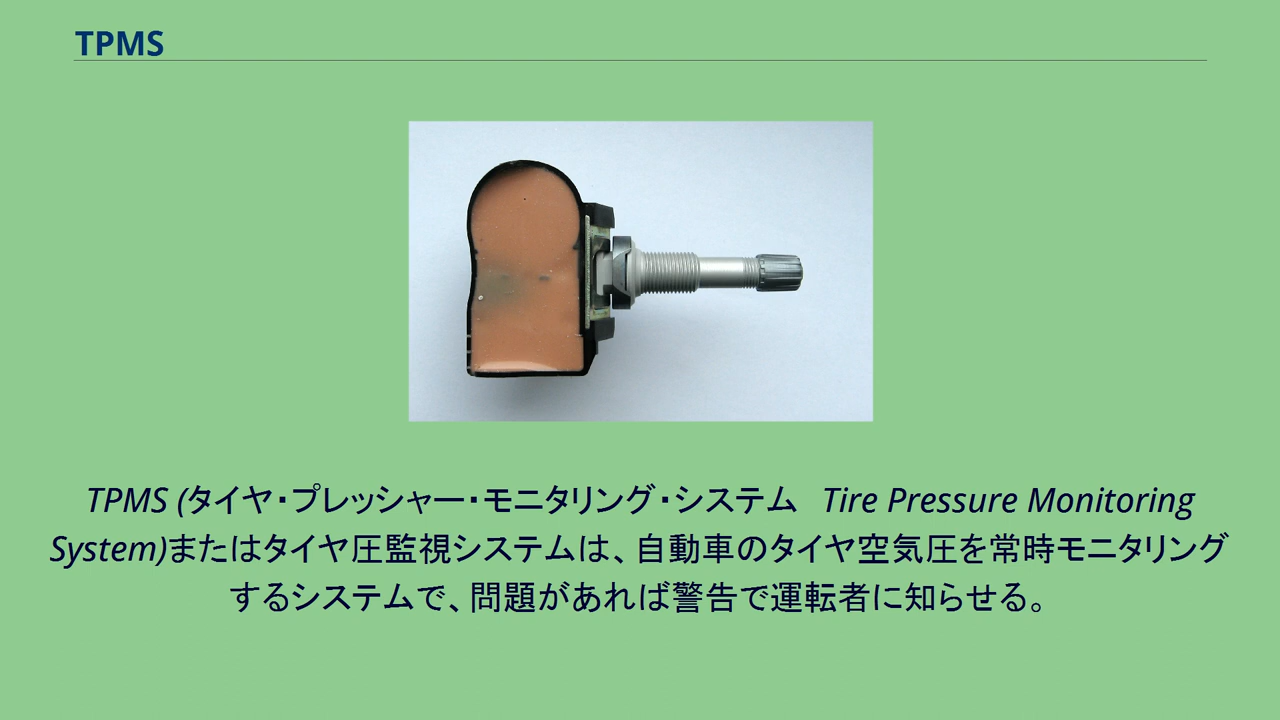 TPMS
TPMS (タイヤ・プレッシャー・モニタリング・システム　Tire Pressure Monitoring
System)またはタイヤ圧監視システムは、自動車のタイヤ空気圧を常時モニタリング
するシステムで、問題があれば警告で運転者に知らせる。